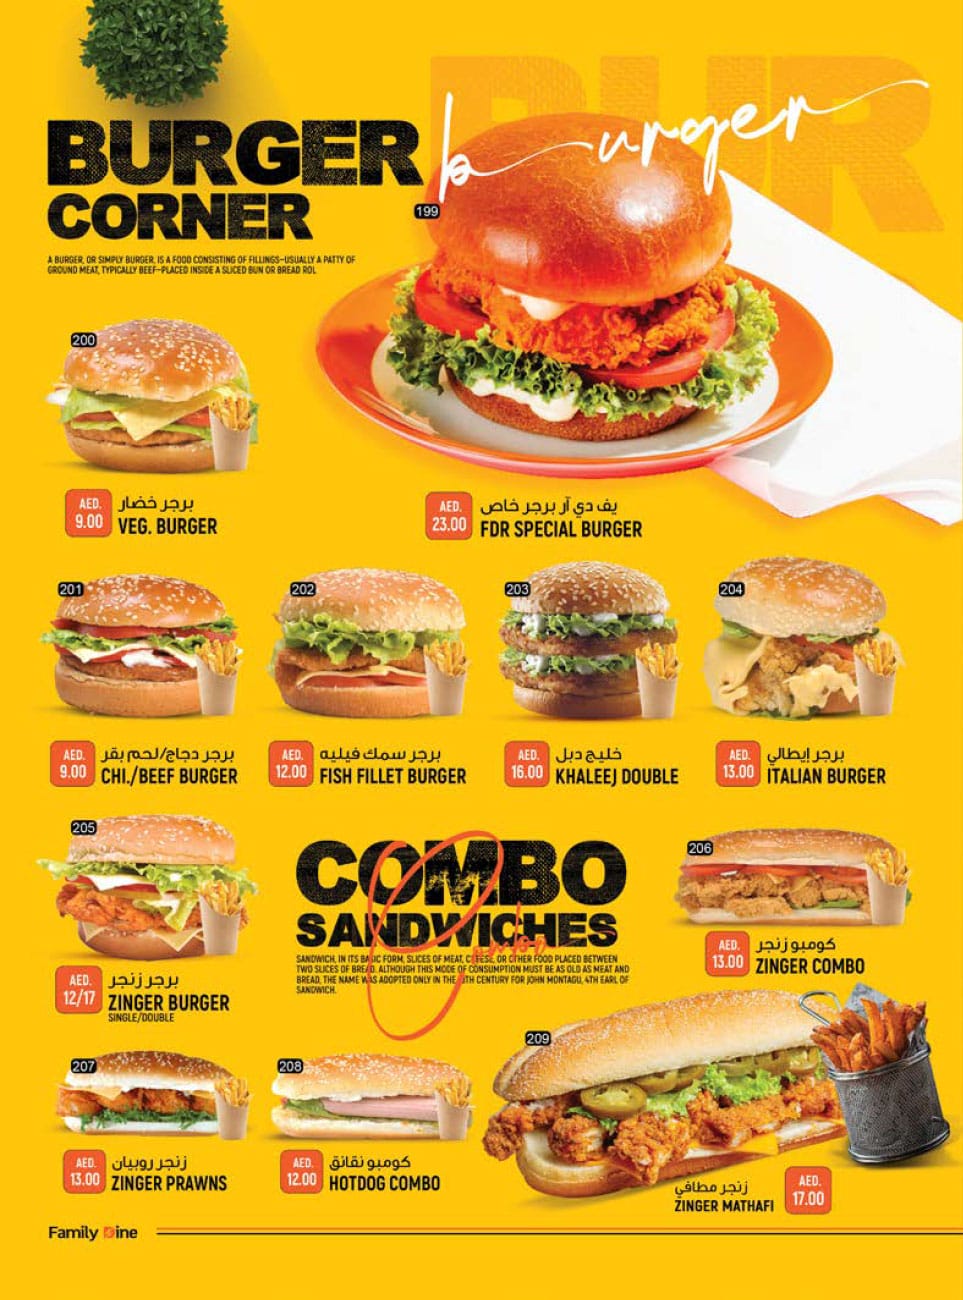 BUR
burger
BURGER
CORNER
A BURGER, OR SIMPLY BURGER, IS A FOOD CONSISTING OF FILLINGS—USUALLY A PATTY OF
GROUND MEAT, TYPICALLY BEEF—PLACED INSIDE A SLICED BUN OR BREAD ROL
199
200
AED.
9.00
برجر خضار
VEG. BURGER
AED.
23.00
يف دي آر برجر خاص
FDR SPECIAL BURGER
201
202
203
204
AED.
9.00
برجر دجاج/لحم بقر
CHI./BEEF BURGER
AED.
12.00
برجر سمك فيليه
FISH FILLET BURGER
AED.
16.00
خليج دبل
KHALEEJ DOUBLE
AED.
13.00
برجر إيطالي
ITALIAN BURGER
205
AED.
12/17
برجر زنجر
ZINGER BURGER
SINGLE/DOUBLE
COMBO
SANDWICHES
Combo
SANDWICH, IN ITS BASIC FORM, SLICES OF MEAT, CHEESE, OR OTHER FOOD PLACED BETWEEN
TWO SLICES OF BREAD. ALTHOUGH THIS MODE OF CONSUMPTION MUST BE AS OLD AS MEAT AND
BREAD, THE NAME WAS ADOPTED ONLY IN THE 18TH CENTURY FOR JOHN MONTAGU, 4TH EARL OF
SANDWICH.
206
AED.
13.00
كومبو زنجر
ZINGER COMBO
207
AED.
13.00
زنجر روبيان
ZINGER PRAWNS
208
AED.
12.00
كومبو نقانق
HOTDOG COMBO
209
زنجر مطافي
ZINGER MATHAFI
AED.
17.00
Family Dine